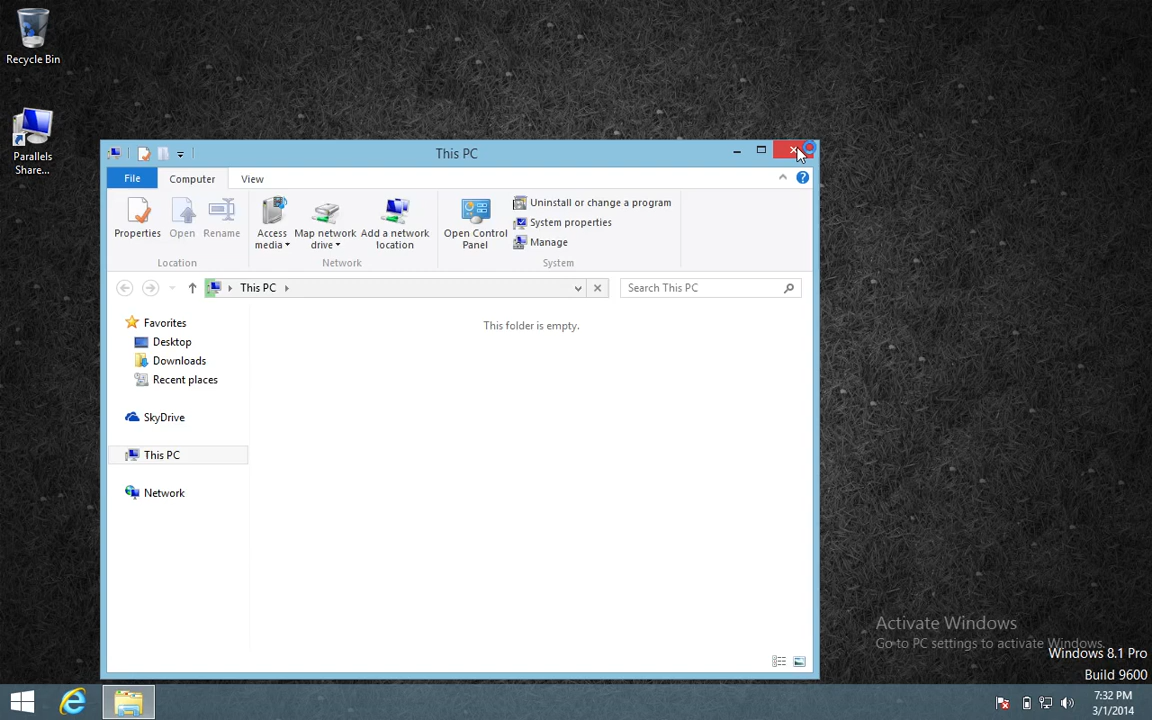 Recycle Bin
Parallels
Share...
This PC
File
Computer
View
Properties
Open
Rename
Access
media
Map network
drive
Add a network
location
Open Control
Panel
Uninstall or change a program
System properties
Manage
Location
Network
System
This PC
Search This PC
This folder is empty.
Favorites
Desktop
Downloads
Recent places
SkyDrive
This PC
Network
Activate Windows
Go to PC settings to activate Windows.
Windows 8.1 Pro
Build 9600
7:32 PM
3/1/2014